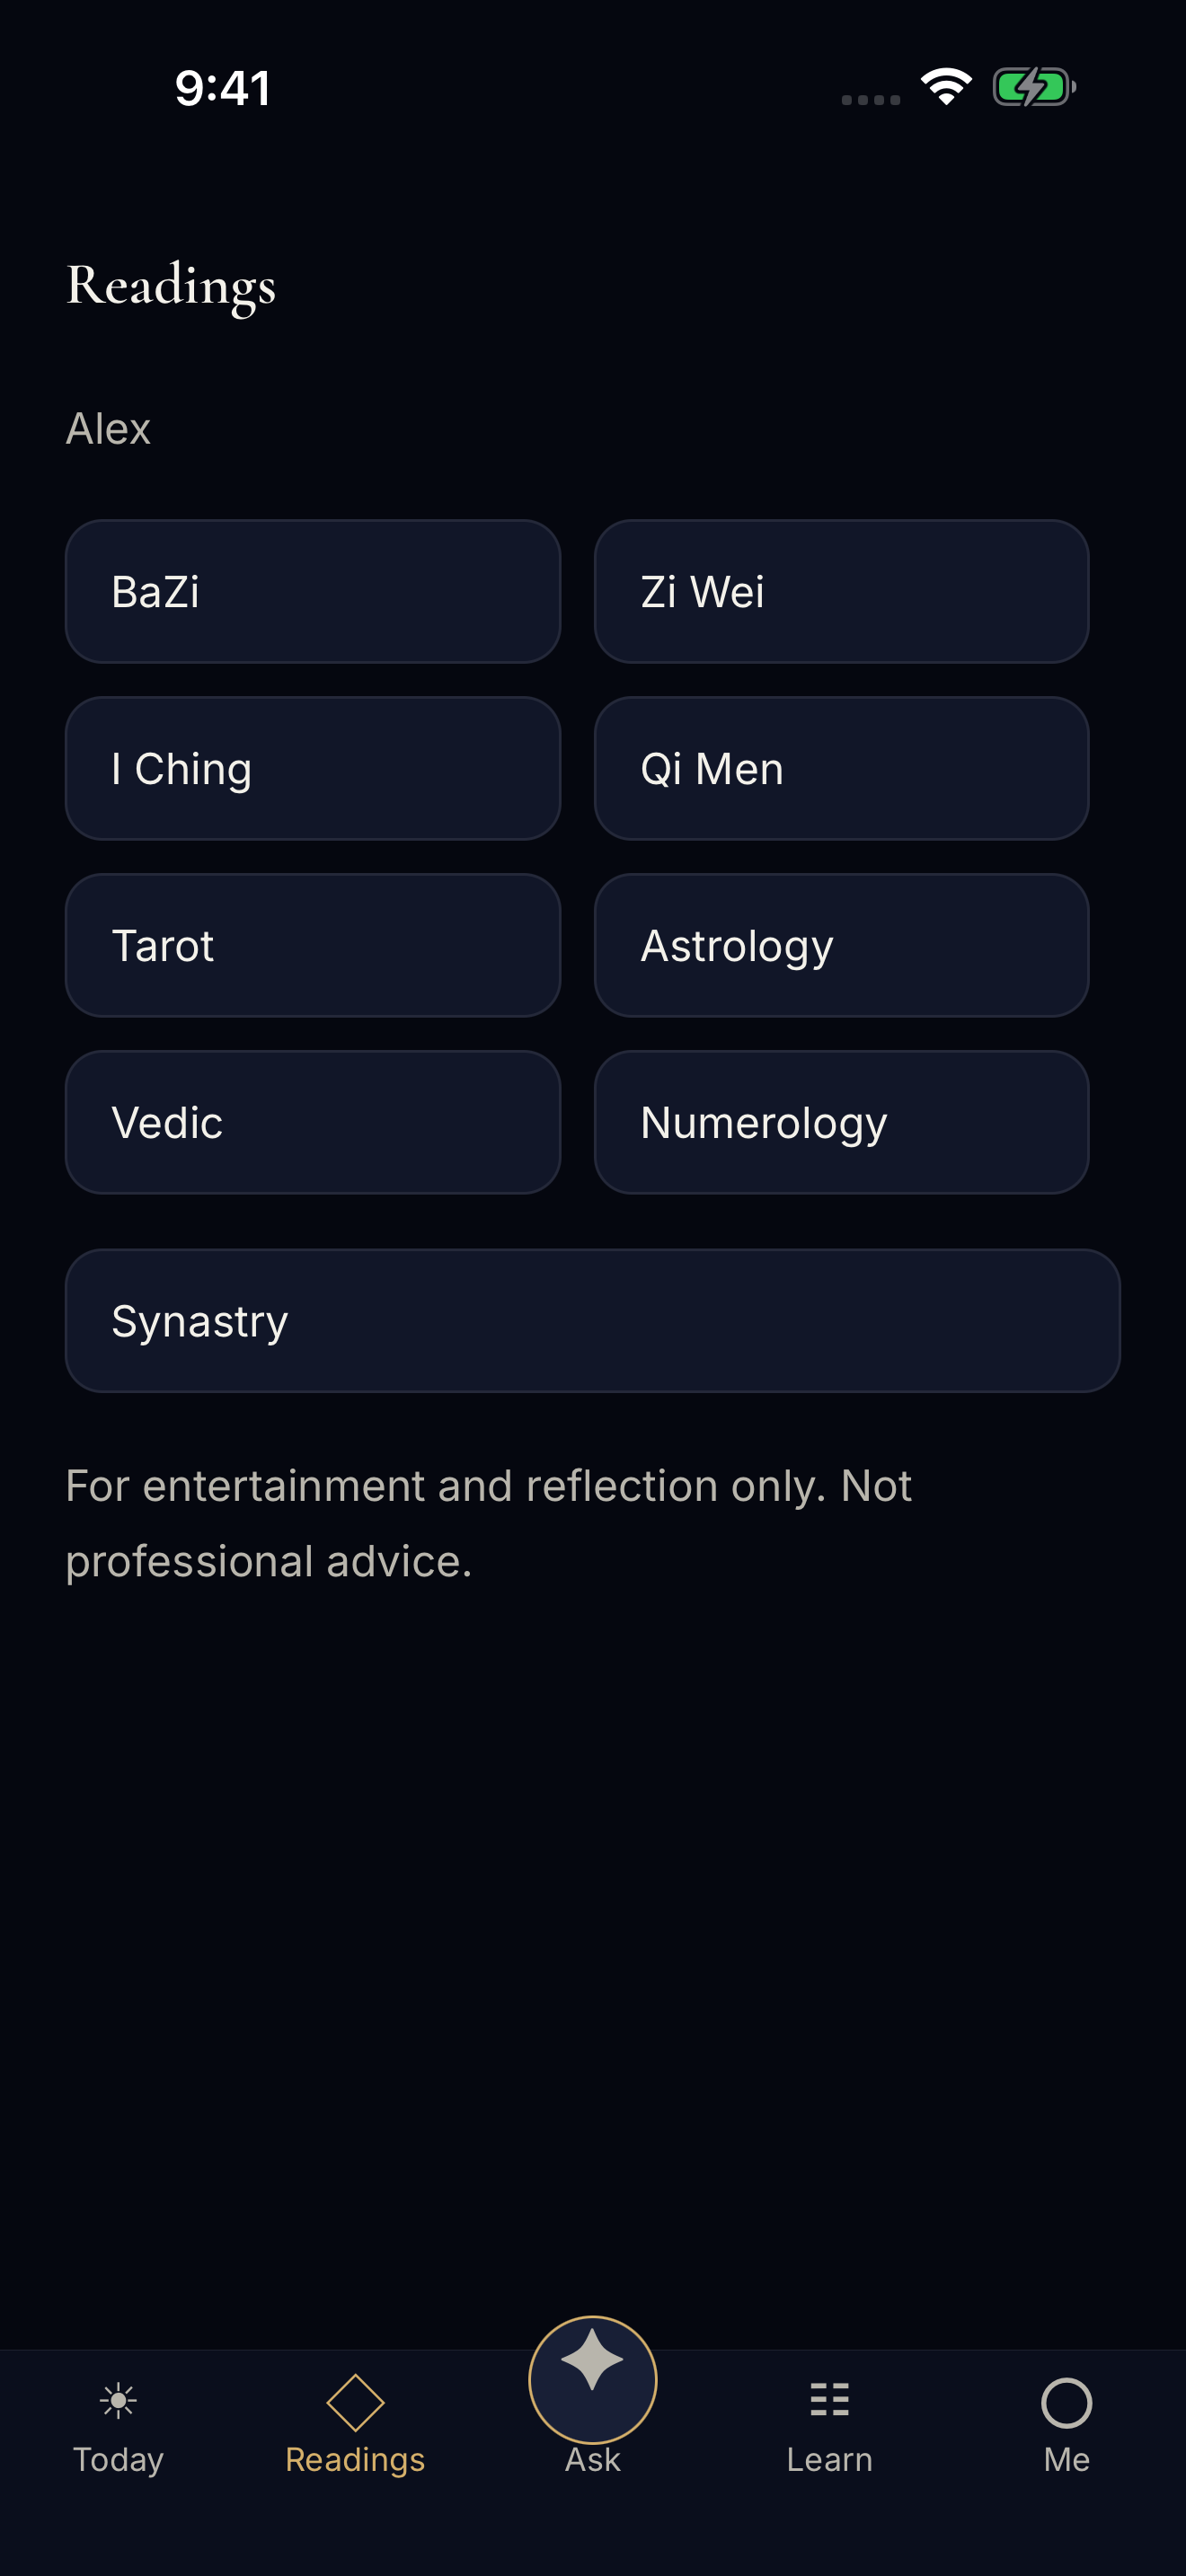 9:41
Readings
Alex
BaZi
Zi Wei
I Ching
Qi Men
Tarot
Astrology
Vedic
Numerology
Synastry
For entertainment and reflection only. Not
professional advice.
Today
Readings
Ask
Learn
Me